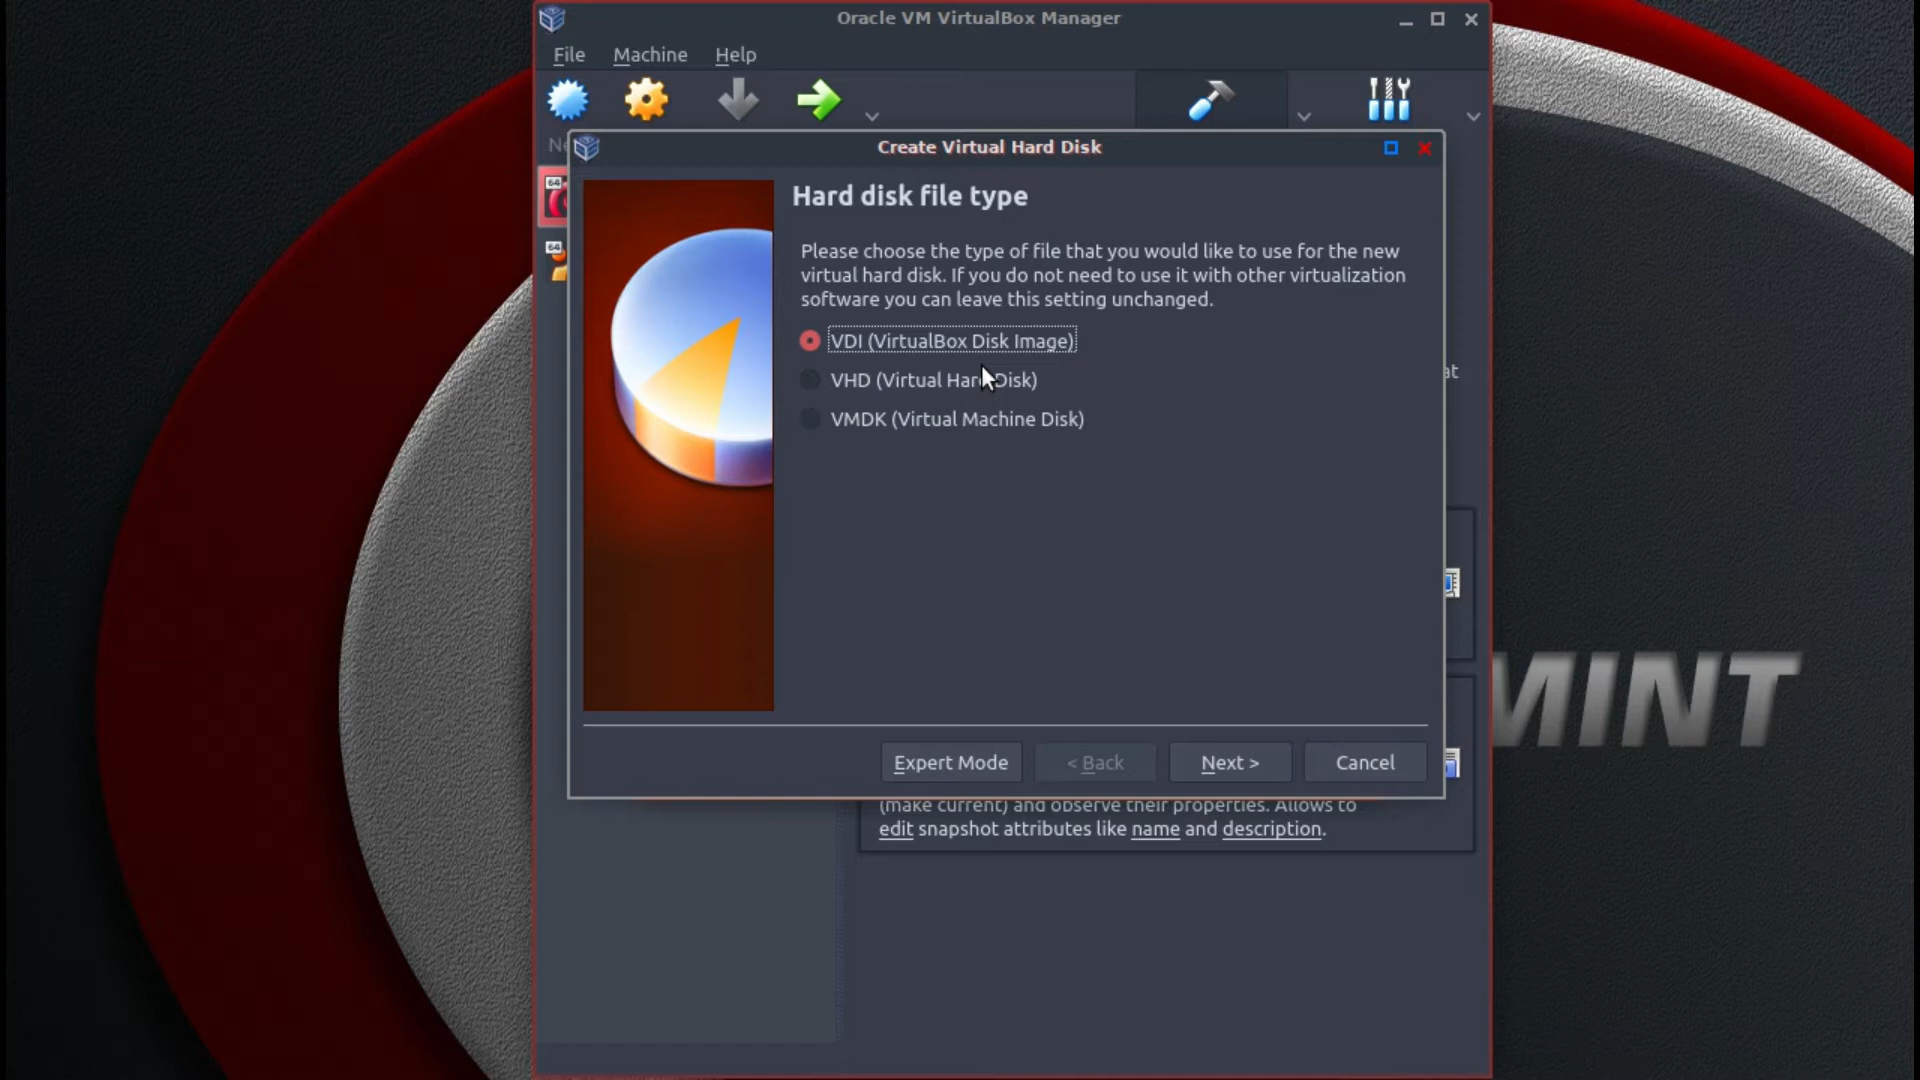 Oracle VM VirtualBox Manager
File Machine Help
Create Virtual Hard Disk
64
64
Hard disk file type
Please choose the type of file that you would like to use for the new
virtual hard disk. If you do not need to use it with other virtualization
software you can leave this setting unchanged.
VDI (VirtualBox Disk Image)
VHD (Virtual Hard Disk)
VMDK (Virtual Machine Disk)
MINT
Expert Mode < Back Next > Cancel
(make current) and observe their properties. Allows to
edit snapshot attributes like name and description.